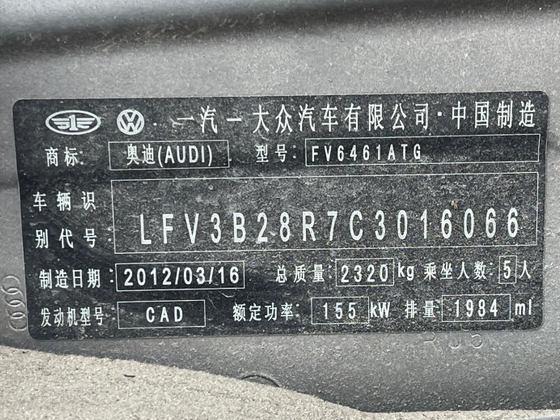 一汽一大众汽车有限公司·中国制造
商标: 奥迪(AUDI) 型号: FV6461ATG
车辆识别代号 LFV3B28R7C3016066
制造日期: 2012/03/16 总质量: 2320 kg 乘坐人数: 5 人
发动机型号 CAD 额定功率: 155 kW 排量: 1984 ml